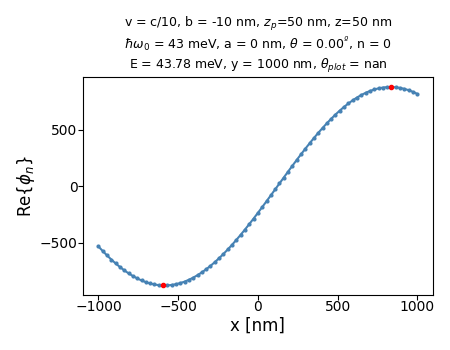 v = c/10, b = -10 nm, z_p=50 nm, z=50 nm
ħω₀ = 43 meV, a = 0 nm, θ = 0.00°, n = 0
E = 43.78 meV, y = 1000 nm, θ_plot = nan
500
0
−500
Re{ϕ_n}
−1000
−500
0
500
1000
x [nm]